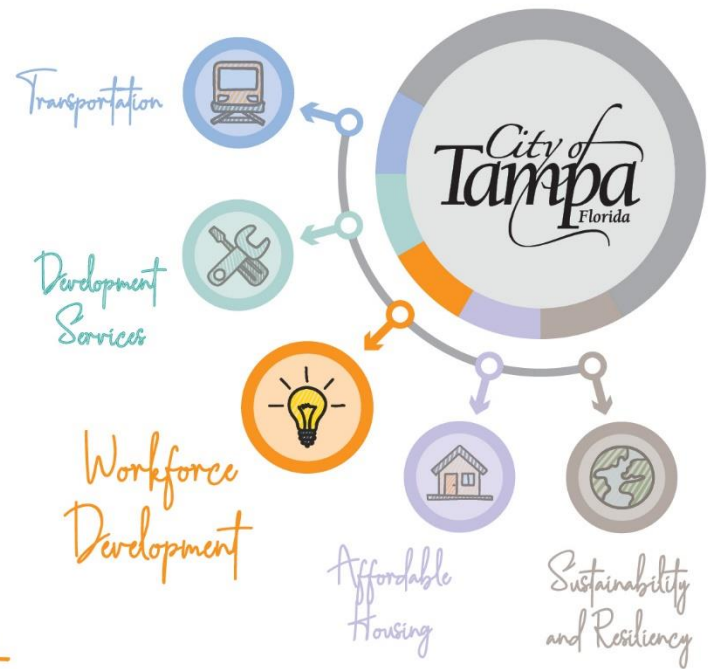 Transportation
City of
Tampa
Florida
Development
Services
Workforce
Development
Affordable
Housing
Sustainability
and Resiliency